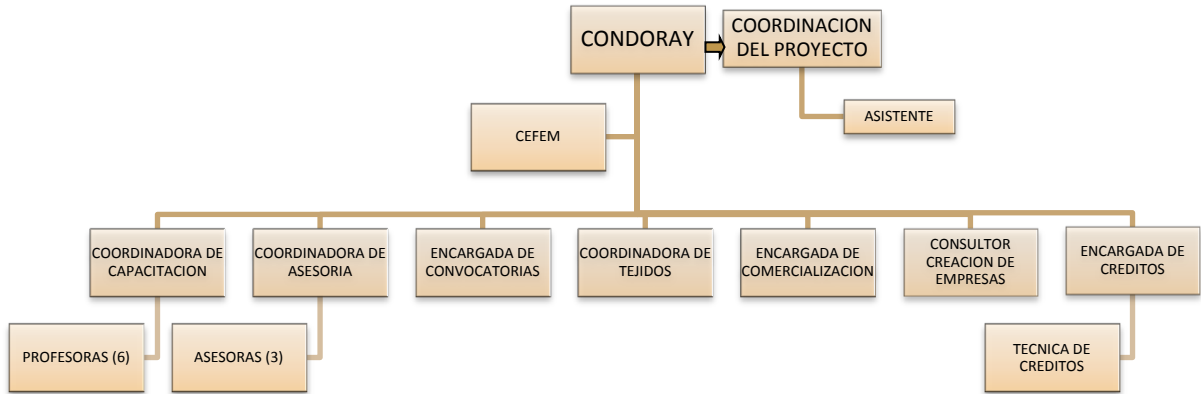 CONDORAY
COORDINACION
DEL PROYECTO
ASISTENTE
CEFEM
COORDINADORA DE
CAPACITACION
COORDINADORA DE
ASESORIA
ENCARGADA DE
CONVOCATORIAS
COORDINADORA DE
TEJIDOS
ENCARGADA DE
COMERCIALIZACION
CONSULTOR
CREACION DE
EMPRESAS
ENCARGADA DE
CREDITOS
PROFESORAS (6)
ASESORAS (3)
TECNICA DE
CREDITOS